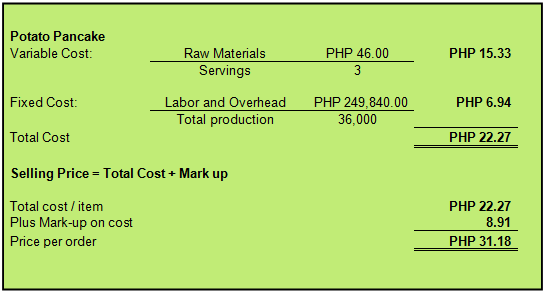 Potato Pancake
Variable Cost: Raw Materials PHP 46.00 PHP 15.33
Servings 3
Fixed Cost: Labor and Overhead PHP 249,840.00 PHP 6.94
Total production 36,000
Total Cost PHP 22.27
Selling Price = Total Cost + Mark up
Total cost / item PHP 22.27
Plus Mark-up on cost 8.91
Price per order PHP 31.18